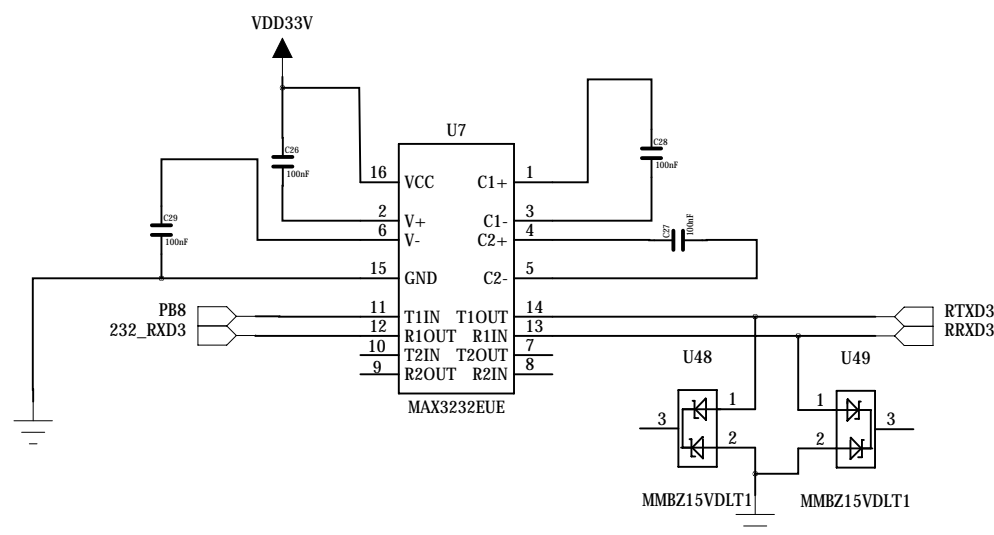 VDD33V
U7
C26
100nF
C28
100nF
C29
100nF
C27
100nF
16 VCC C1+ 1
2 V+ C1- 3
6 V- C2+ 4
15 GND C2- 5
PB8 11 T1IN T1OUT 14 RTXD3
232_RXD3 12 R1OUT R1IN 13 RRXD3
10 T2IN T2OUT 7
9 R2OUT R2IN 8
MAX3232EUE
U48 U49
1 1
3 3
2 2
MMBZ15VDLT1 MMBZ15VDLT1